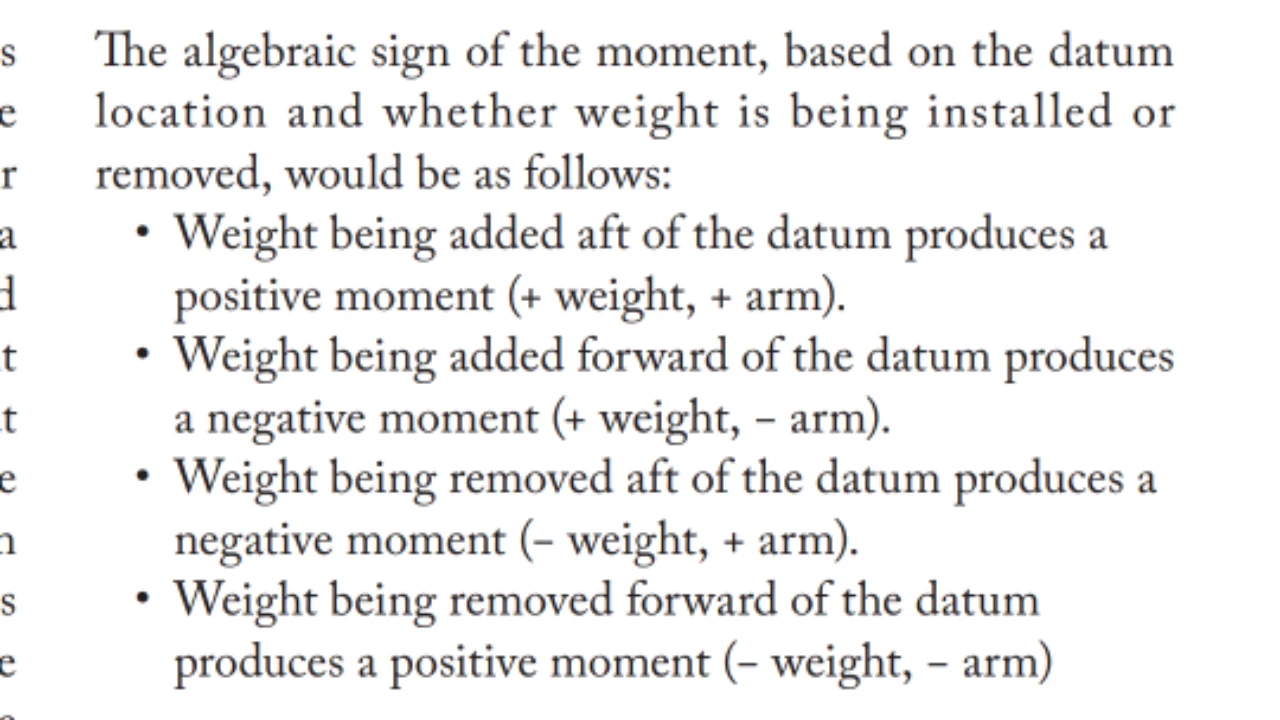 The algebraic sign of the moment, based on the datum
location and whether weight is being installed or
removed, would be as follows:
• Weight being added aft of the datum produces a
positive moment (+ weight, + arm).
• Weight being added forward of the datum produces
a negative moment (+ weight, – arm).
• Weight being removed aft of the datum produces a
negative moment (– weight, + arm).
• Weight being removed forward of the datum
produces a positive moment (– weight, – arm)